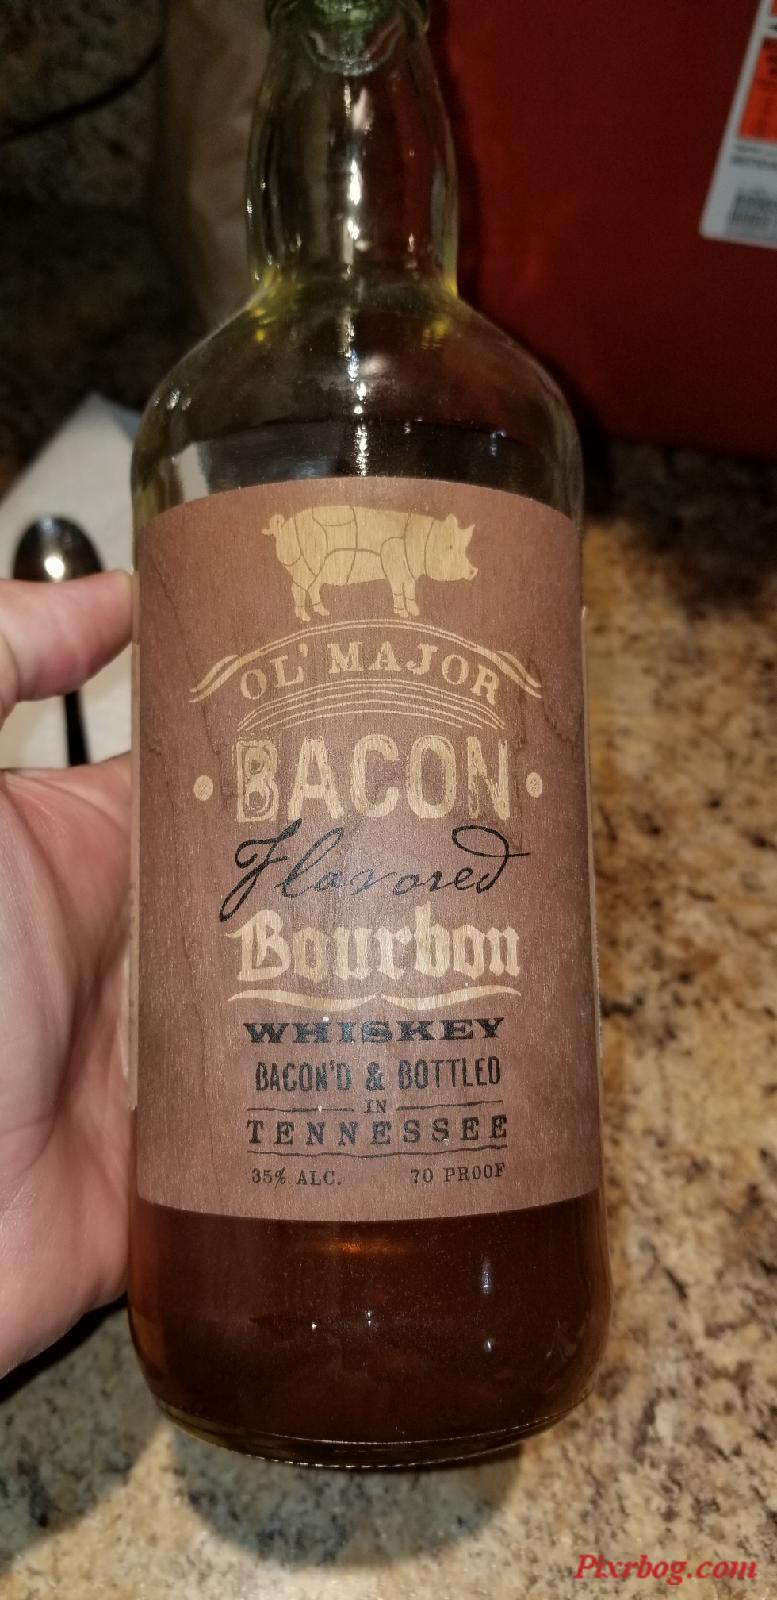 OL' MAJOR
• BACON •
Flavored
Bourbon
WHISKEY
BACON'D & BOTTLED
IN
TENNESSEE
35% ALC. 70 PROOF
Pixrbog.com